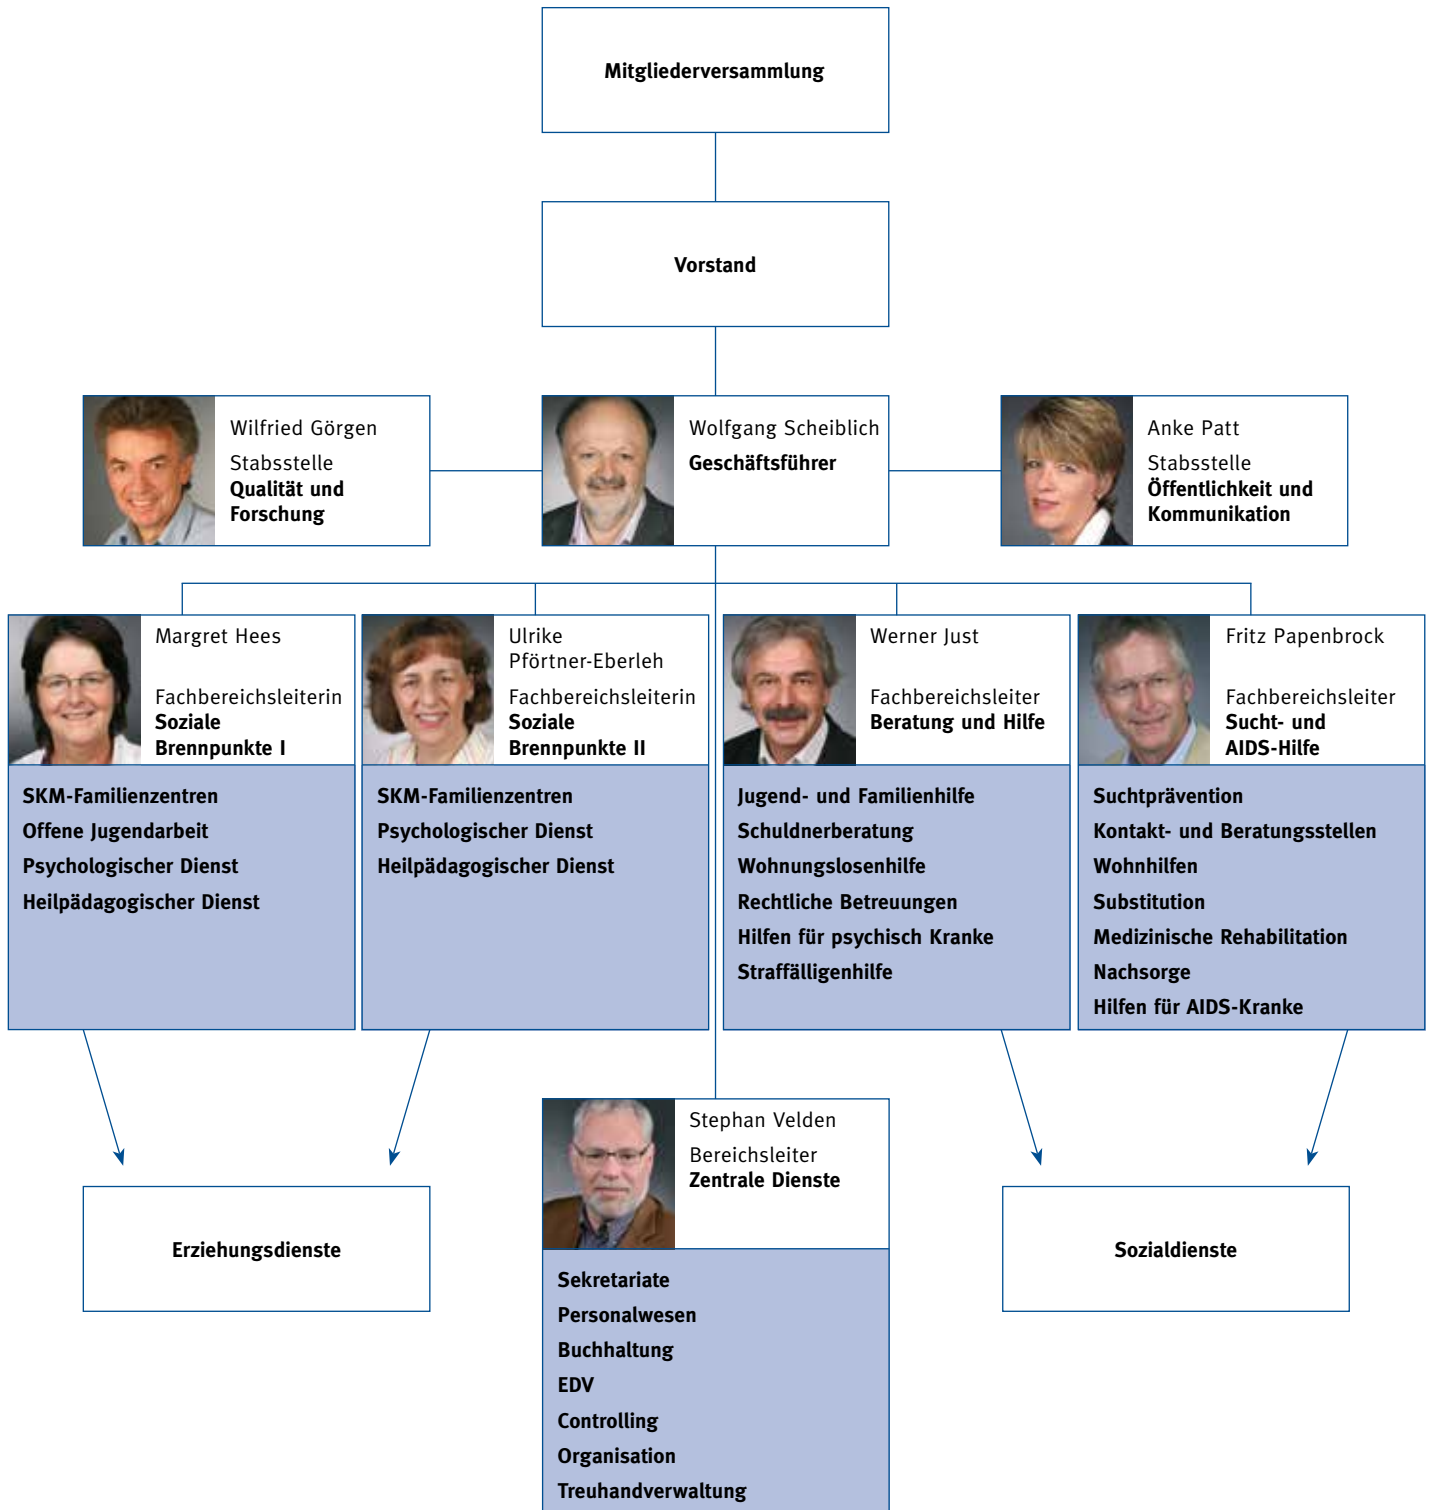 Mitgliederversammlung
Vorstand
Wilfried Görgen
Stabsstelle
Qualität und
Forschung
Wolfgang Scheiblich
Geschäftsführer
Anke Patt
Stabsstelle
Öffentlichkeit und
Kommunikation
Margret Hees
Fachbereichsleiterin
Soziale
Brennpunkte I
SKM-Familienzentren
Offene Jugendarbeit
Psychologischer Dienst
Heilpädagogischer Dienst
Ulrike
Pförtner-Eberleh
Fachbereichsleiterin
Soziale
Brennpunkte II
SKM-Familienzentren
Psychologischer Dienst
Heilpädagogischer Dienst
Werner Just
Fachbereichsleiter
Beratung und Hilfe
Jugend- und Familienhilfe
Schuldnerberatung
Wohnungslosenhilfe
Rechtliche Betreuungen
Hilfen für psychisch Kranke
Straffälligenhilfe
Fritz Papenbrock
Fachbereichsleiter
Sucht- und
AIDS-Hilfe
Suchtprävention
Kontakt- und Beratungsstellen
Wohnhilfen
Substitution
Medizinische Rehabilitation
Nachsorge
Hilfen für AIDS-Kranke
Erziehungsdienste
Stephan Velden
Bereichsleiter
Zentrale Dienste
Sekretariate
Personalwesen
Buchhaltung
EDV
Controlling
Organisation
Treuhandverwaltung
Sozialdienste